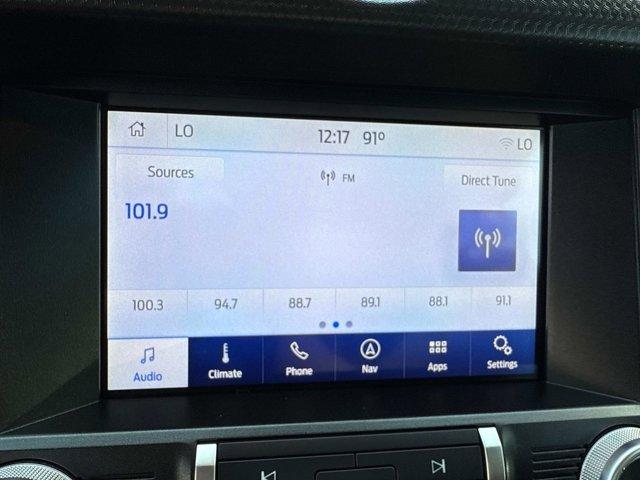 LO 12:17 91° LO
Sources FM Direct Tune
101.9
100.3 94.7 88.7 89.1 88.1 91.1
Audio Climate Phone Nav Apps Settings